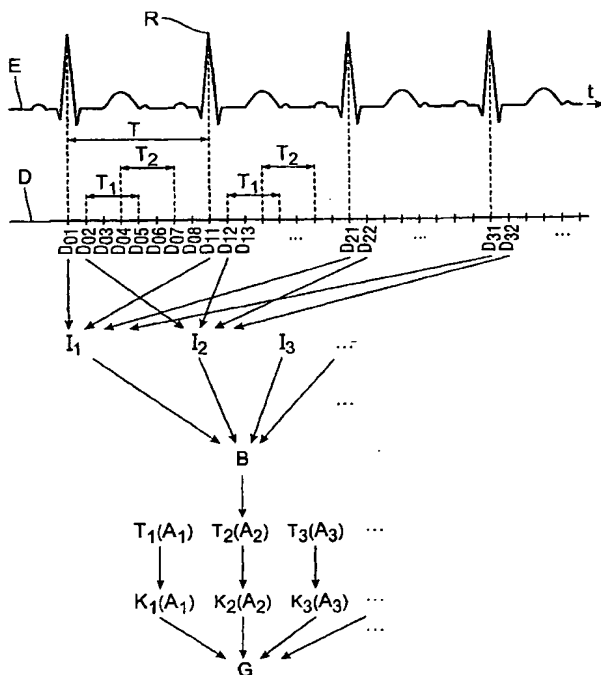 R
E
t
T
T2
T2
D
T1
T1
D01 D02 D03 D04 D05 D06 D07 D08 D11 D12 D13 ... D21 D22 ... D31 D32 ...
I1 I2 I3 ...
...
B
T1(A1) T2(A2) T3(A3) ...
K1(A1) K2(A2) K3(A3) ...
...
G